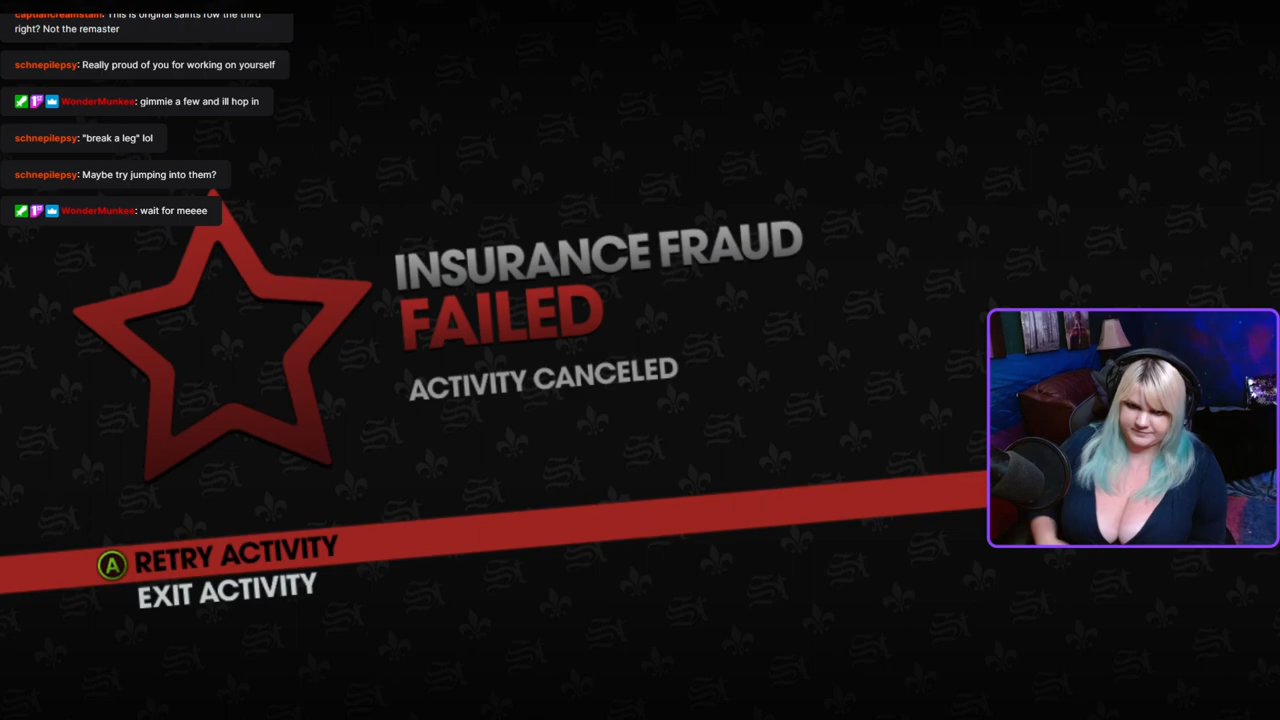 captiancreamstain: This is original saints row the third
right? Not the remaster
schnepilepsy: Really proud of you for working on yourself
WonderMunkee: gimmie a few and ill hop in
schnepilepsy: "break a leg" lol
schnepilepsy: Maybe try jumping into them?
WonderMunkee: wait for meeee
INSURANCE FRAUD
FAILED
ACTIVITY CANCELED
A RETRY ACTIVITY
EXIT ACTIVITY